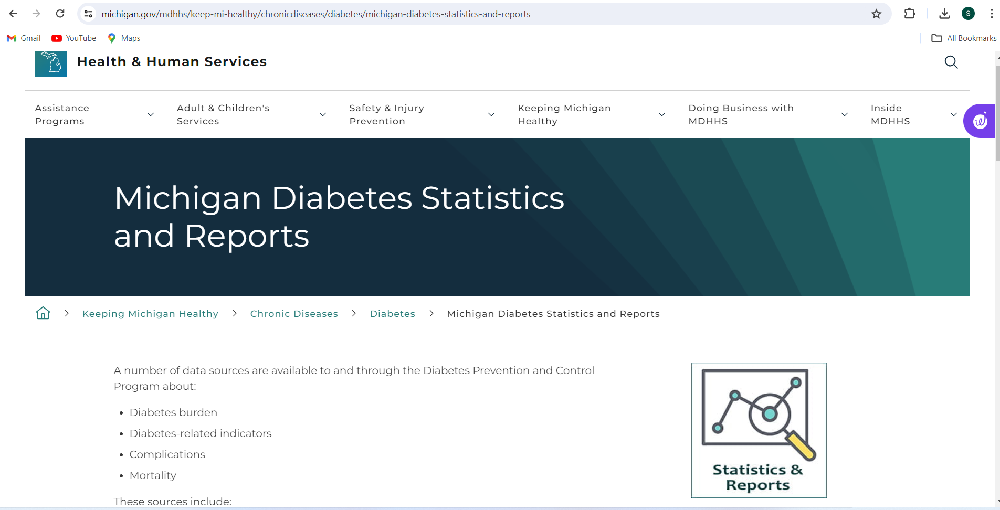 michigan.gov/mdhhs/keep-mi-healthy/chronicdiseases/diabetes/michigan-diabetes-statistics-and-reports
S
Gmail
YouTube
Maps
All Bookmarks
Health & Human Services
Assistance
Programs
Adult & Children's
Services
Safety & Injury
Prevention
Keeping Michigan
Healthy
Doing Business with
MDHHS
Inside
MDHHS
w
Michigan Diabetes Statistics
and Reports
Keeping Michigan Healthy > Chronic Diseases > Diabetes > Michigan Diabetes Statistics and Reports
A number of data sources are available to and through the Diabetes Prevention and Control
Program about:
• Diabetes burden
• Diabetes-related indicators
• Complications
• Mortality
These sources include:
Statistics &
Reports